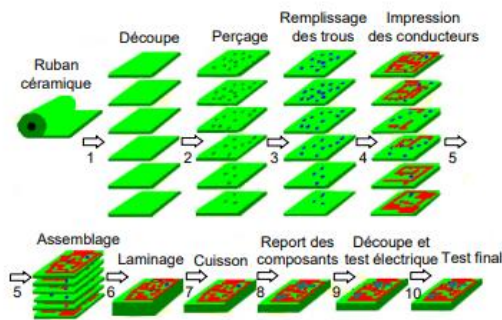 Ruban
céramique
Découpe
Perçage
Remplissage
des trous
Impression
des conducteurs
1
2
3
4
5
5
Assemblage
6
Laminage
7
Cuisson
8
Report des
composants
9
Découpe et
test électrique
10
Test final